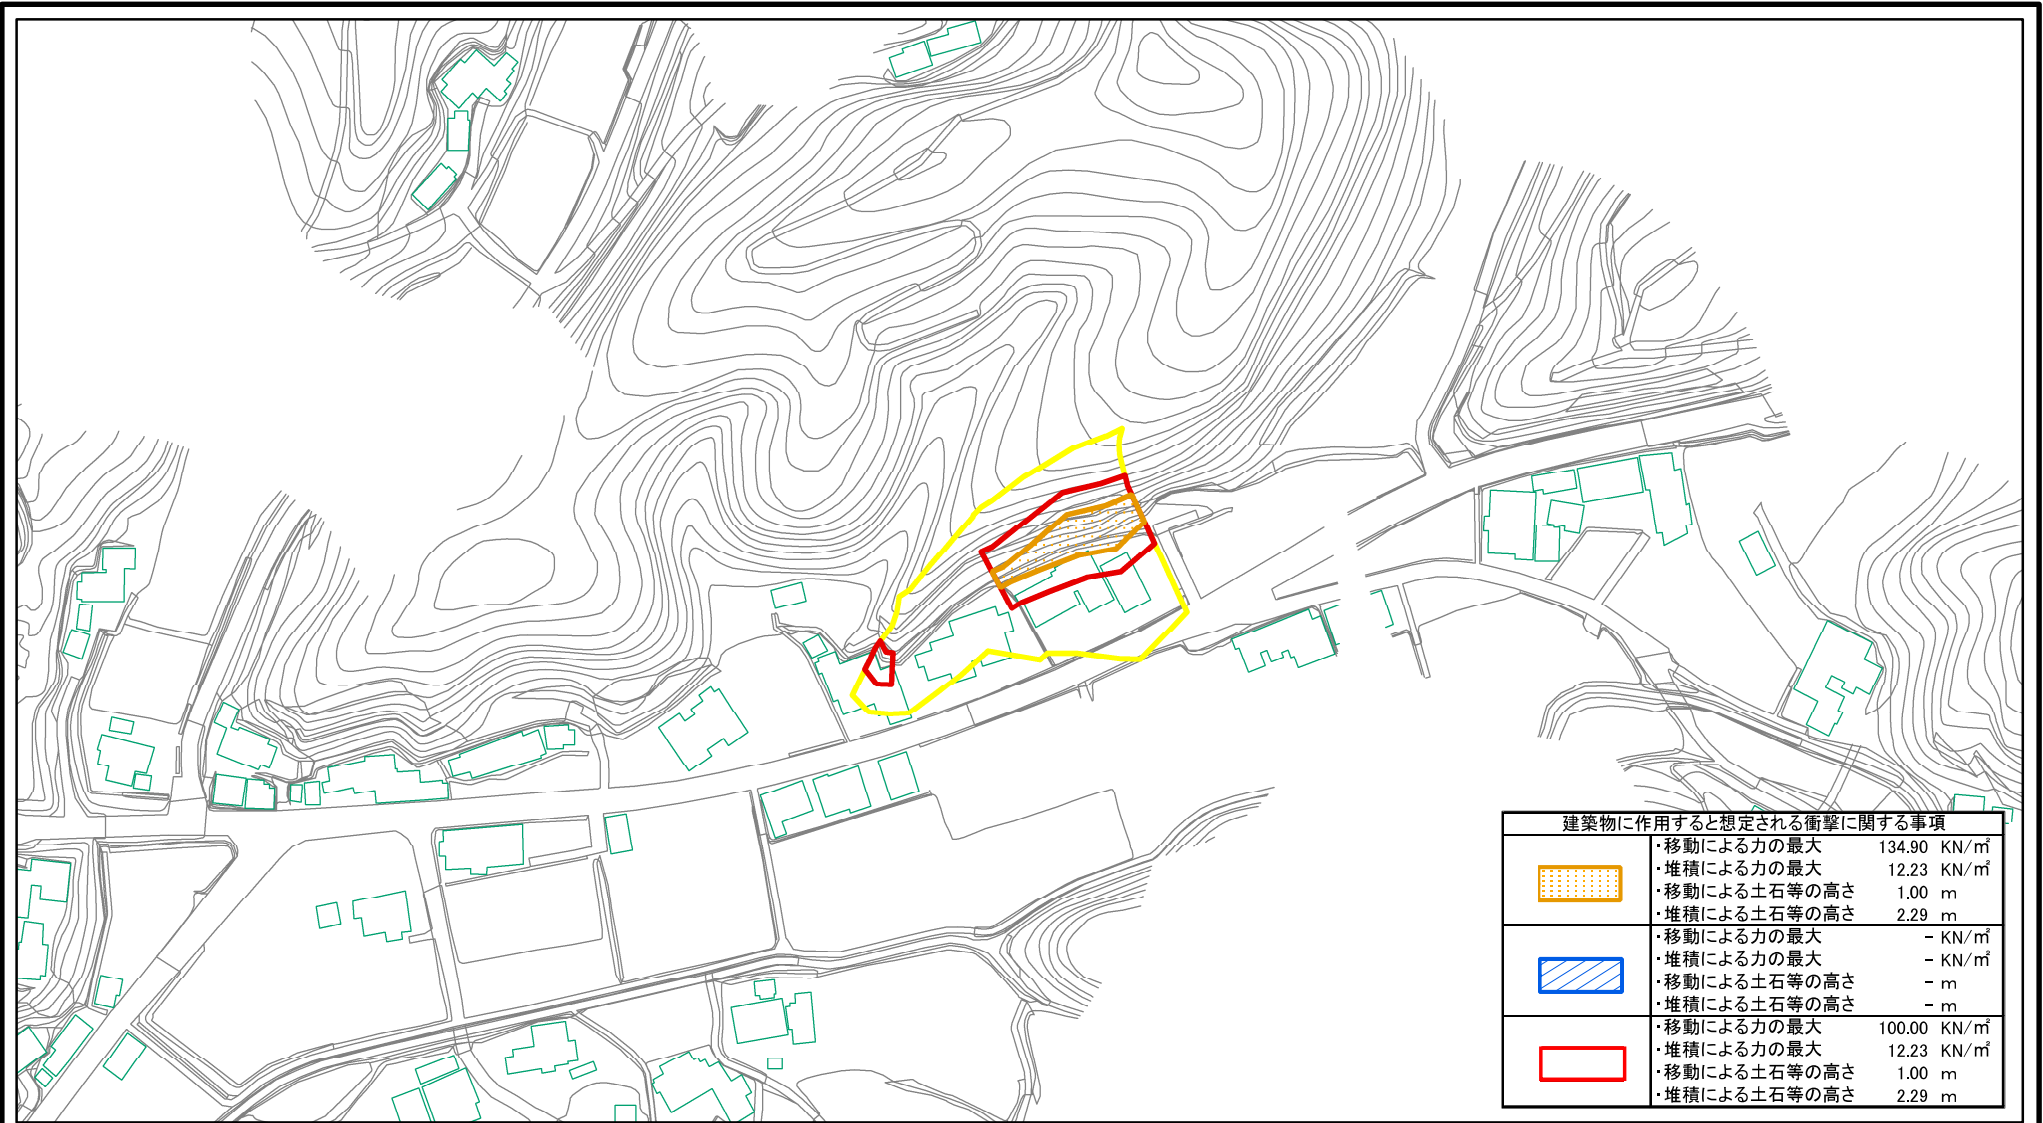 建築物に作用すると想定される衝撃に関する事項
・移動による力の最大 134.90 KN/㎡
・堆積による力の最大 12.23 KN/㎡
・移動による土石等の高さ 1.00 m
・堆積による土石等の高さ 2.29 m
・移動による力の最大 - KN/㎡
・堆積による力の最大 - KN/㎡
・移動による土石等の高さ - m
・堆積による土石等の高さ - m
・移動による力の最大 100.00 KN/㎡
・堆積による力の最大 12.23 KN/㎡
・移動による土石等の高さ 1.00 m
・堆積による土石等の高さ 2.29 m